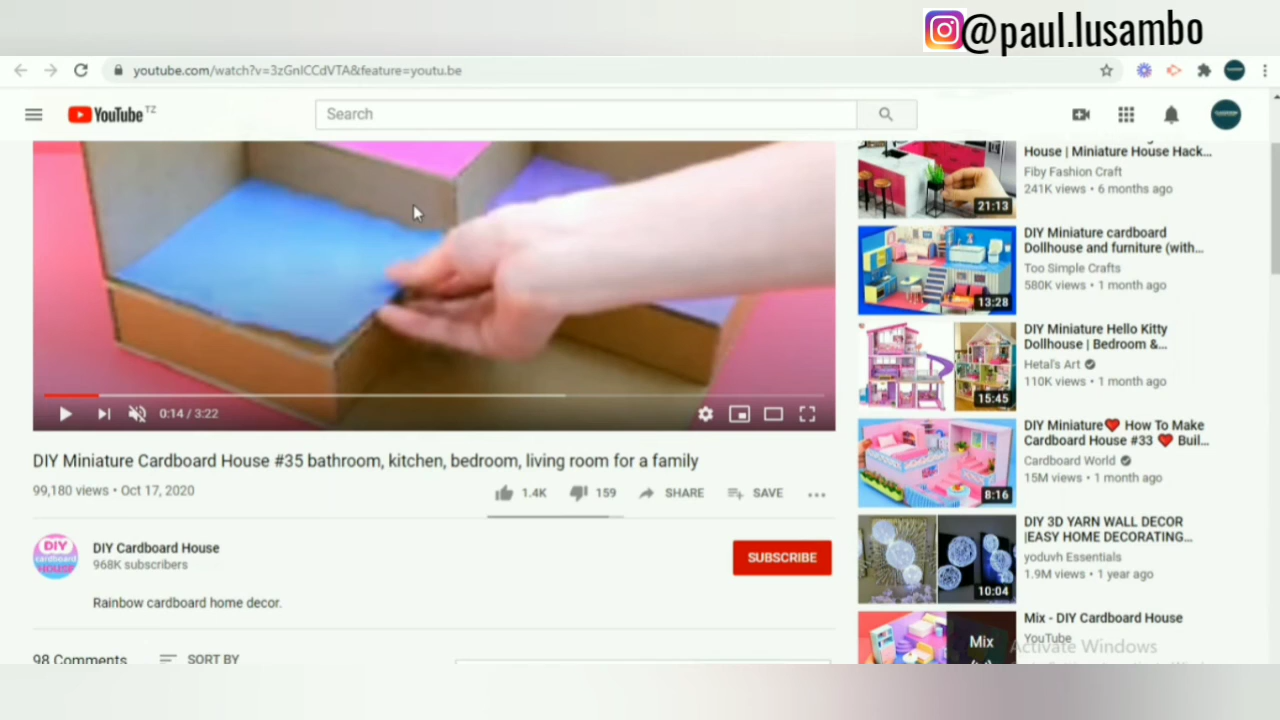 @paul.lusambo
youtube.com/watch?v=3zGnlCCdVTA&feature=youtu.be
YouTube TZ
Search
0:14 / 3:22
DIY Miniature Cardboard House #35 bathroom, kitchen, bedroom, living room for a family
99,180 views • Oct 17, 2020
1.4K
159
SHARE
SAVE
DIY
cardboard
HOUSE
DIY Cardboard House
968K subscribers
SUBSCRIBE
Rainbow cardboard home decor.
98 Comments
SORT BY
House | Miniature House Hack...
Fiby Fashion Craft
241K views • 6 months ago
21:13
DIY Miniature cardboard
Dollhouse and furniture (with...
Too Simple Crafts
580K views • 1 month ago
13:28
DIY Miniature Hello Kitty
Dollhouse | Bedroom &...
Hetal's Art
110K views • 1 month ago
15:45
DIY Miniature❤️ How To Make
Cardboard House #33 ❤️ Buil...
Cardboard World
15M views • 1 month ago
8:16
DIY 3D YARN WALL DECOR
|EASY HOME DECORATING...
yoduvh Essentials
1.9M views • 1 year ago
10:04
Mix - DIY Cardboard House
YouTube
Mix
Activate Windows